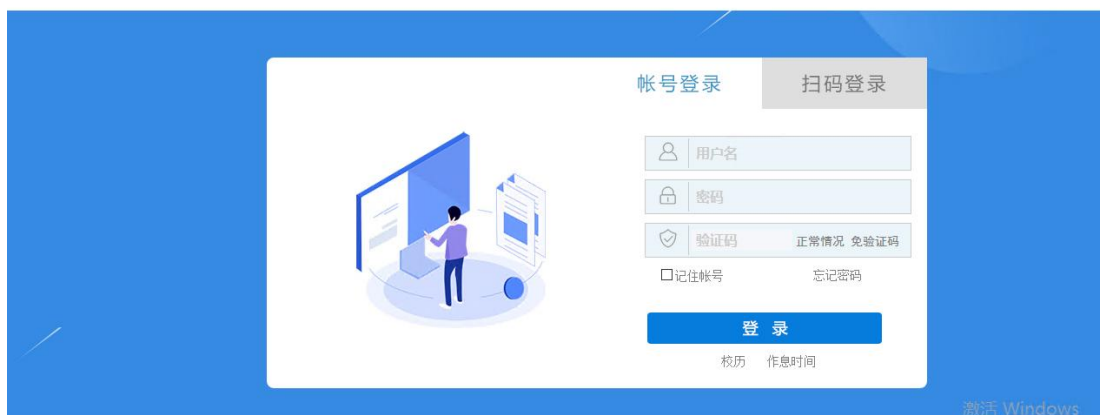 帐号登录 扫码登录
用户名
密码
验证码 正常情况 免验证码
记住帐号 忘记密码
登 录
校历 作息时间
激活 Windows